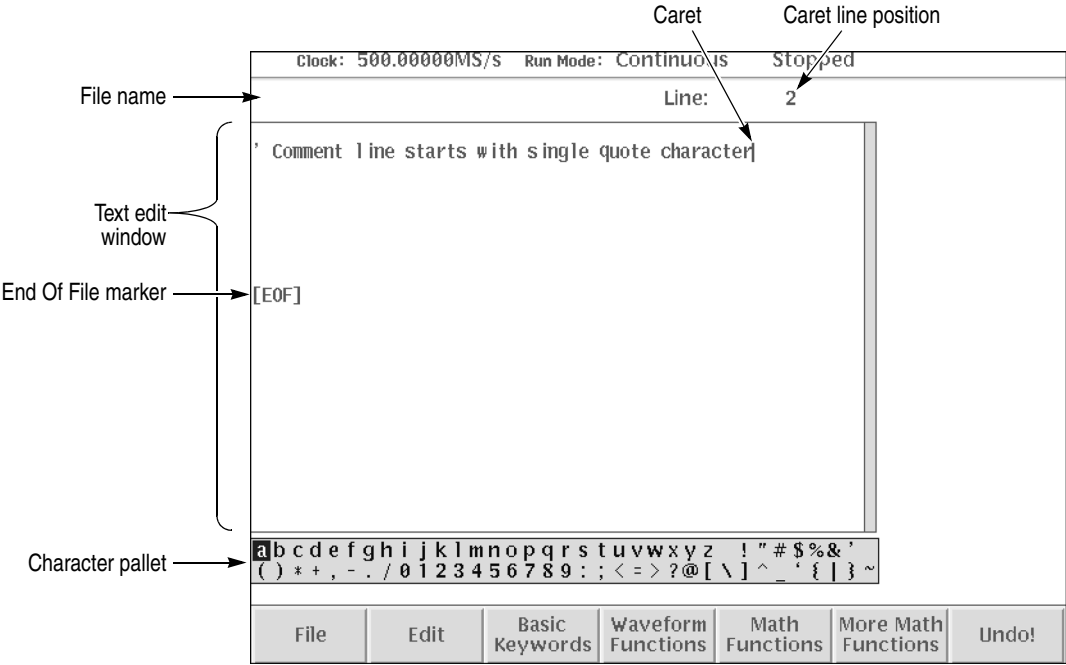 Caret Caret line position
Clock: 500.00000MS/s Run Mode: Continuous Stopped
File name
Line: 2
' Comment line starts with single quote character
Text edit
window
End Of File marker
[EOF]
Character pallet
a b c d e f g h i j k l m n o p q r s t u v w x y z ! " # $ % & '
( ) * + , - . / 0 1 2 3 4 5 6 7 8 9 : ; < = > ? @ [ \ ] ^ _ ‘ { | } ~
File
Edit
Basic
Keywords
Waveform
Functions
Math
Functions
More Math
Functions
Undo!